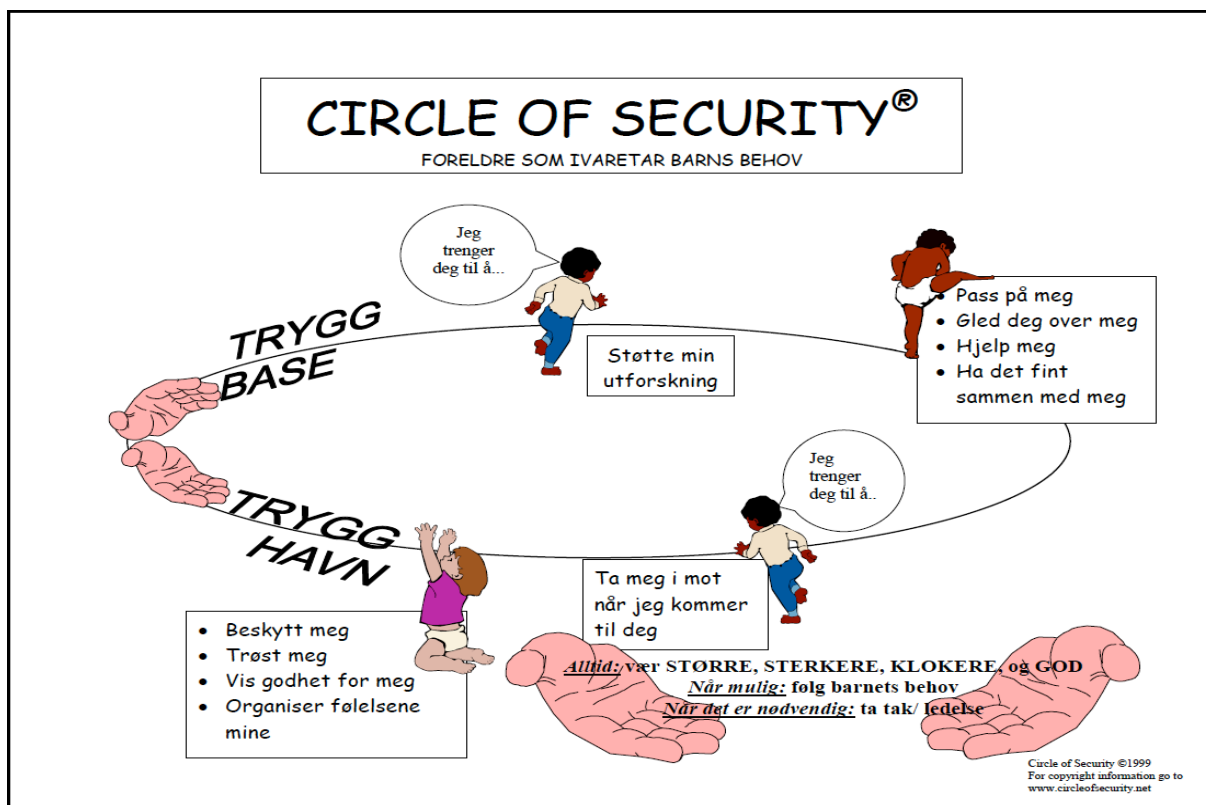 CIRCLE OF SECURITY®
FORELDRE SOM IVARETAR BARNS BEHOV
Jeg
trenger
deg til å...
TRYGG
BASE
Støtte min
utforskning
• Pass på meg
• Gled deg over meg
• Hjelp meg
• Ha det fint
sammen med meg
Jeg
trenger
deg til å..
TRYGG
HAVN
Ta meg i mot
når jeg kommer
til deg
• Beskytt meg
• Trøst meg
• Vis godhet for meg
• Organiser følelsene
mine
Alltid: vær STØRRE, STERKERE, KLOKERE, og GOD
Når mulig: følg barnets behov
Når det er nødvendig: ta tak/ ledelse
Circle of Security ©1999
For copyright information go to
www.circleofsecurity.net